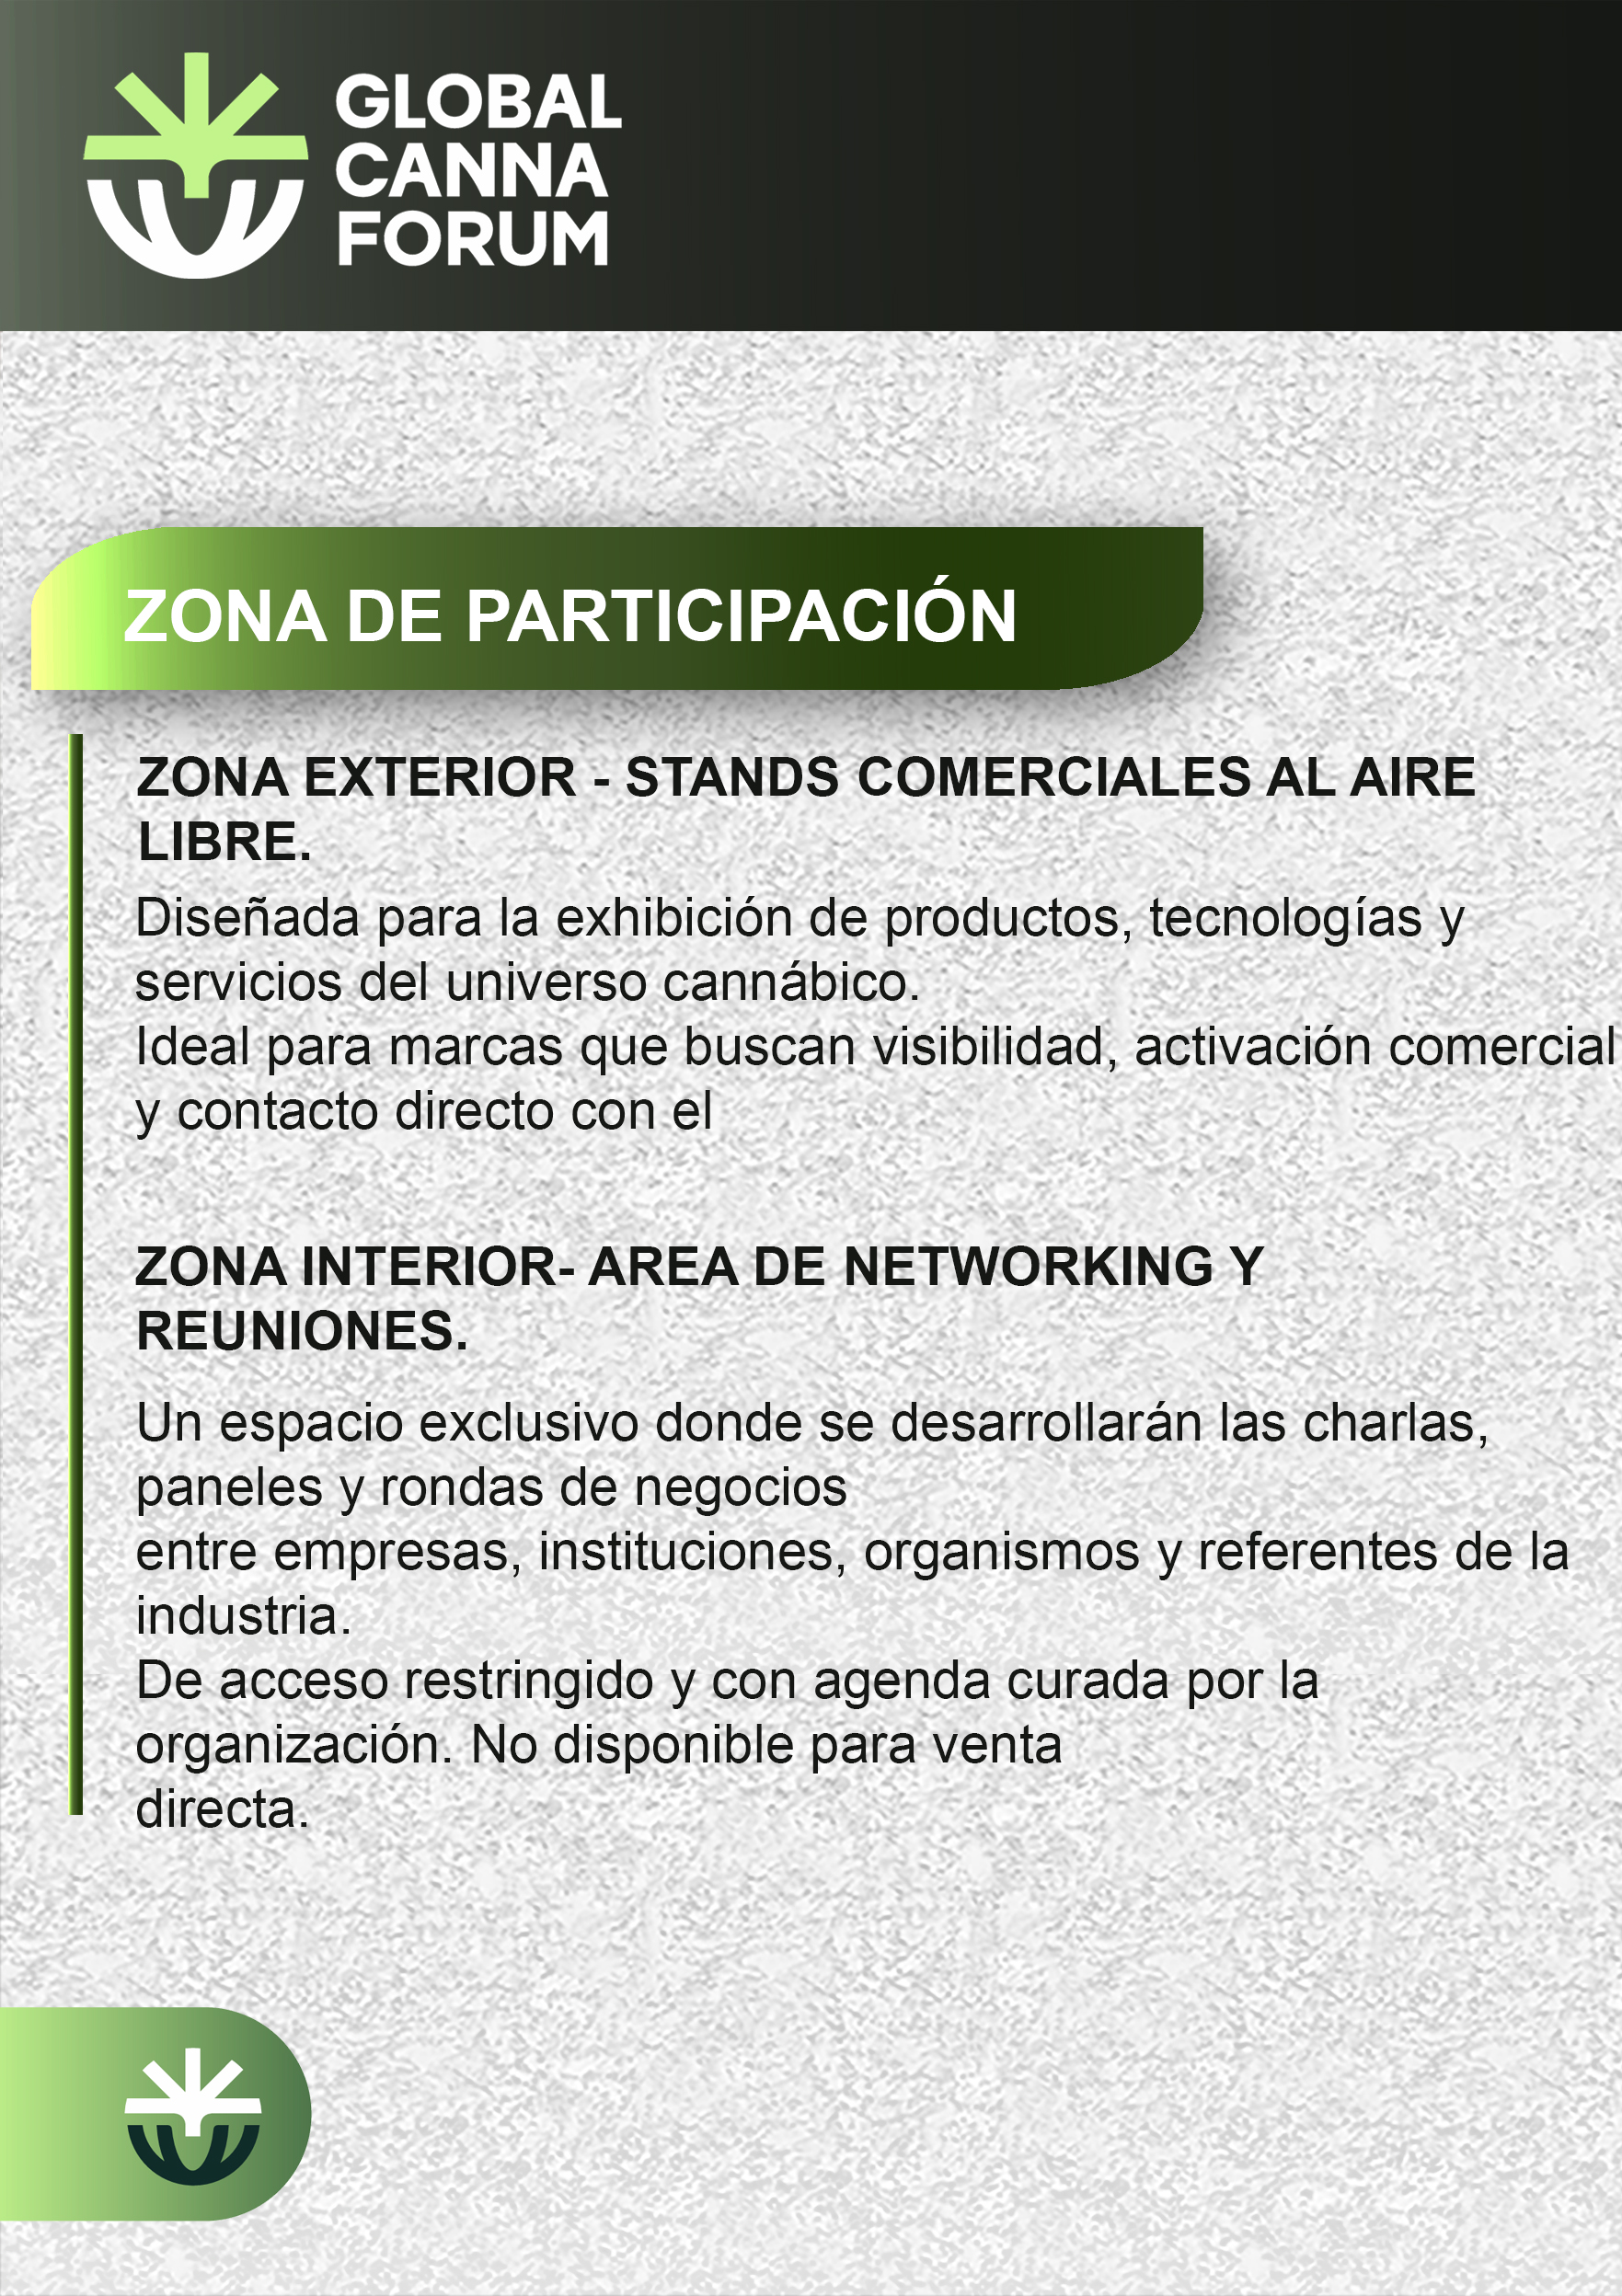 GLOBAL
CANNA
FORUM
ZONA DE PARTICIPACIÓN
ZONA EXTERIOR - STANDS COMERCIALES AL AIRE
LIBRE.
Diseñada para la exhibición de productos, tecnologías y
servicios del universo cannábico.
Ideal para marcas que buscan visibilidad, activación comercial
y contacto directo con el
ZONA INTERIOR- AREA DE NETWORKING Y
REUNIONES.
Un espacio exclusivo donde se desarrollarán las charlas,
paneles y rondas de negocios
entre empresas, instituciones, organismos y referentes de la
industria.
De acceso restringido y con agenda curada por la
organización. No disponible para venta
directa.